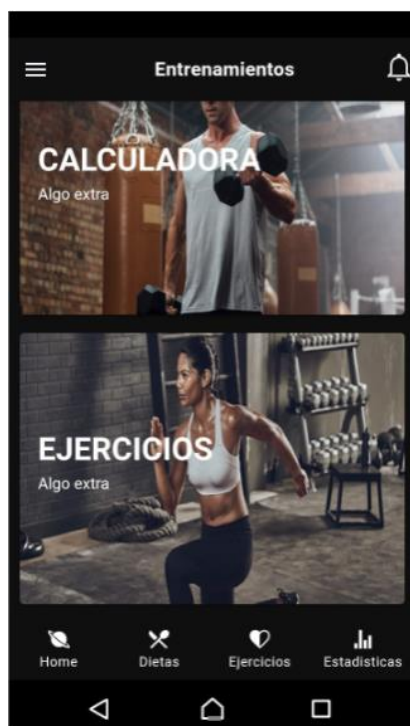 Entrenamientos
CALCULADORA
Algo extra
EJERCICIOS
Algo extra
Home Dietas Ejercicios Estadisticas